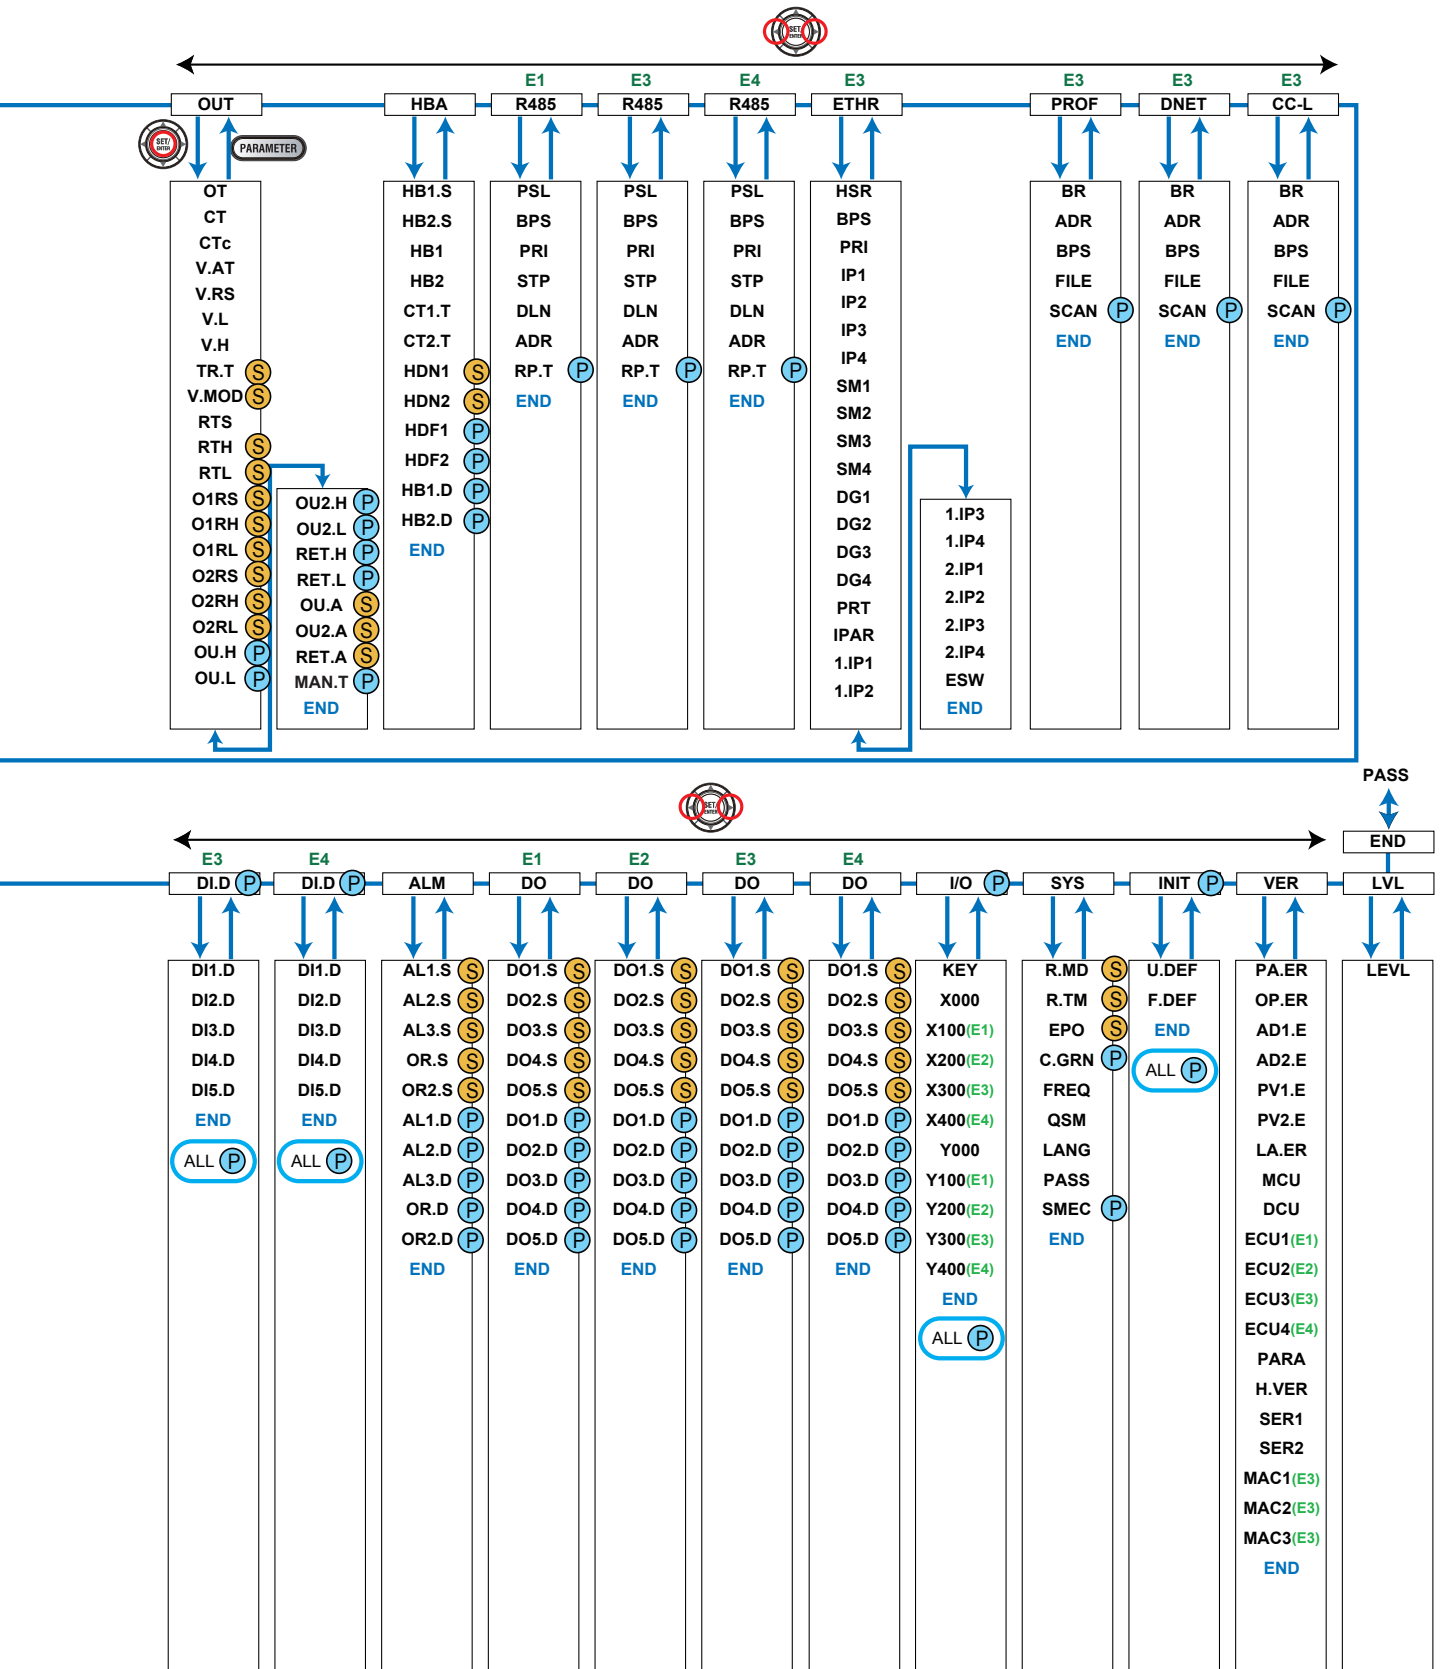 SET/ ENTER
E1 E3 E4 E3 E3 E3 E3
OUT HBA R485 R485 R485 ETHR PROF DNET CC-L
SET/ ENTER
PARAMETER
OT
CT
CTc
V.AT
V.RS
V.L
V.H
TR.T S
V.MOD S
RTS
RTH S
RTL S
O1RS S
O1RH S
O1RL S
O2RS S
O2RH S
O2RL S
OU.H P
OU.L P
OU2.H P
OU2.L P
RET.H P
RET.L P
OU.A S
OU2.A S
RET.A S
MAN.T P
END
HB1.S
HB2.S
HB1
HB2
CT1.T
CT2.T
HDN1 S
HDN2 S
HDF1 P
HDF2 P
HB1.D P
HB2.D P
END
PSL
BPS
PRI
STP
DLN
ADR
RP.T P
END
PSL
BPS
PRI
STP
DLN
ADR
RP.T P
END
PSL
BPS
PRI
STP
DLN
ADR
RP.T P
END
HSR
BPS
PRI
IP1
IP2
IP3
IP4
SM1
SM2
SM3
SM4
DG1
DG2
DG3
DG4
PRT
IPAR
1.IP1
1.IP2
1.IP3
1.IP4
2.IP1
2.IP2
2.IP3
2.IP4
ESW
END
BR
ADR
BPS
FILE
SCAN P
END
BR
ADR
BPS
FILE
SCAN P
END
BR
ADR
BPS
FILE
SCAN P
END
PASS
SET/ ENTER
END
E3 E4 E1 E2 E3 E4
DI.D P DI.D P ALM DO DO DO DO I/O P SYS INIT P VER LVL
DI1.D
DI2.D
DI3.D
DI4.D
DI5.D
END
ALL P
DI1.D
DI2.D
DI3.D
DI4.D
DI5.D
END
ALL P
AL1.S S
AL2.S S
AL3.S S
OR.S S
OR2.S S
AL1.D P
AL2.D P
AL3.D P
OR.D P
OR2.D P
END
DO1.S S
DO2.S S
DO3.S S
DO4.S S
DO5.S S
DO1.D P
DO2.D P
DO3.D P
DO4.D P
DO5.D P
END
DO1.S S
DO2.S S
DO3.S S
DO4.S S
DO5.S S
DO1.D P
DO2.D P
DO3.D P
DO4.D P
DO5.D P
END
DO1.S S
DO2.S S
DO3.S S
DO4.S S
DO5.S S
DO1.D P
DO2.D P
DO3.D P
DO4.D P
DO5.D P
END
DO1.S S
DO2.S S
DO3.S S
DO4.S S
DO5.S S
DO1.D P
DO2.D P
DO3.D P
DO4.D P
DO5.D P
END
KEY
X000
X100(E1)
X200(E2)
X300(E3)
X400(E4)
Y000
Y100(E1)
Y200(E2)
Y300(E3)
Y400(E4)
END
ALL P
R.MD S
R.TM S
EPO S
C.GRN P
FREQ
QSM
LANG
PASS
SMEC P
END
U.DEF
F.DEF
END
ALL P
PA.ER
OP.ER
AD1.E
AD2.E
PV1.E
PV2.E
LA.ER
MCU
DCU
ECU1(E1)
ECU2(E2)
ECU3(E3)
ECU4(E4)
PARA
H.VER
SER1
SER2
MAC1(E3)
MAC2(E3)
MAC3(E3)
END
LEVL